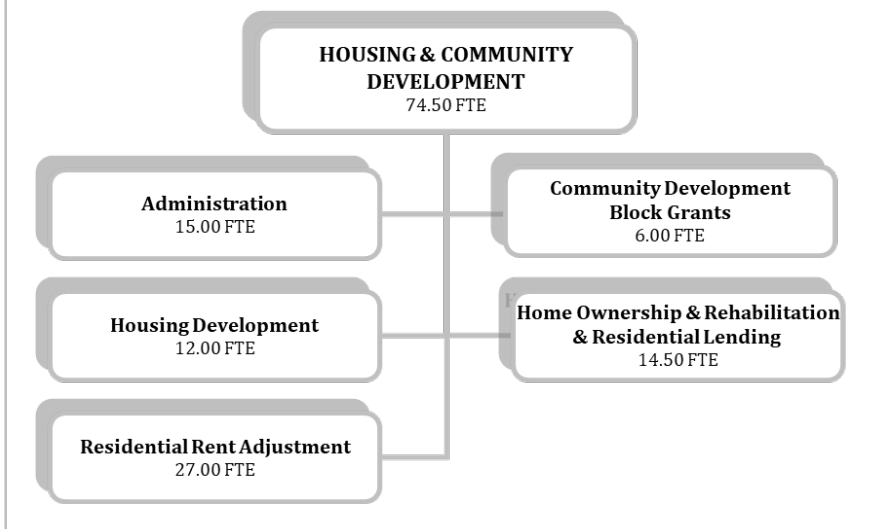 HOUSING & COMMUNITY
DEVELOPMENT
74.50 FTE
Administration
15.00 FTE
Community Development
Block Grants
6.00 FTE
Housing Development
12.00 FTE
Home Ownership & Rehabilitation
& Residential Lending
14.50 FTE
Residential Rent Adjustment
27.00 FTE